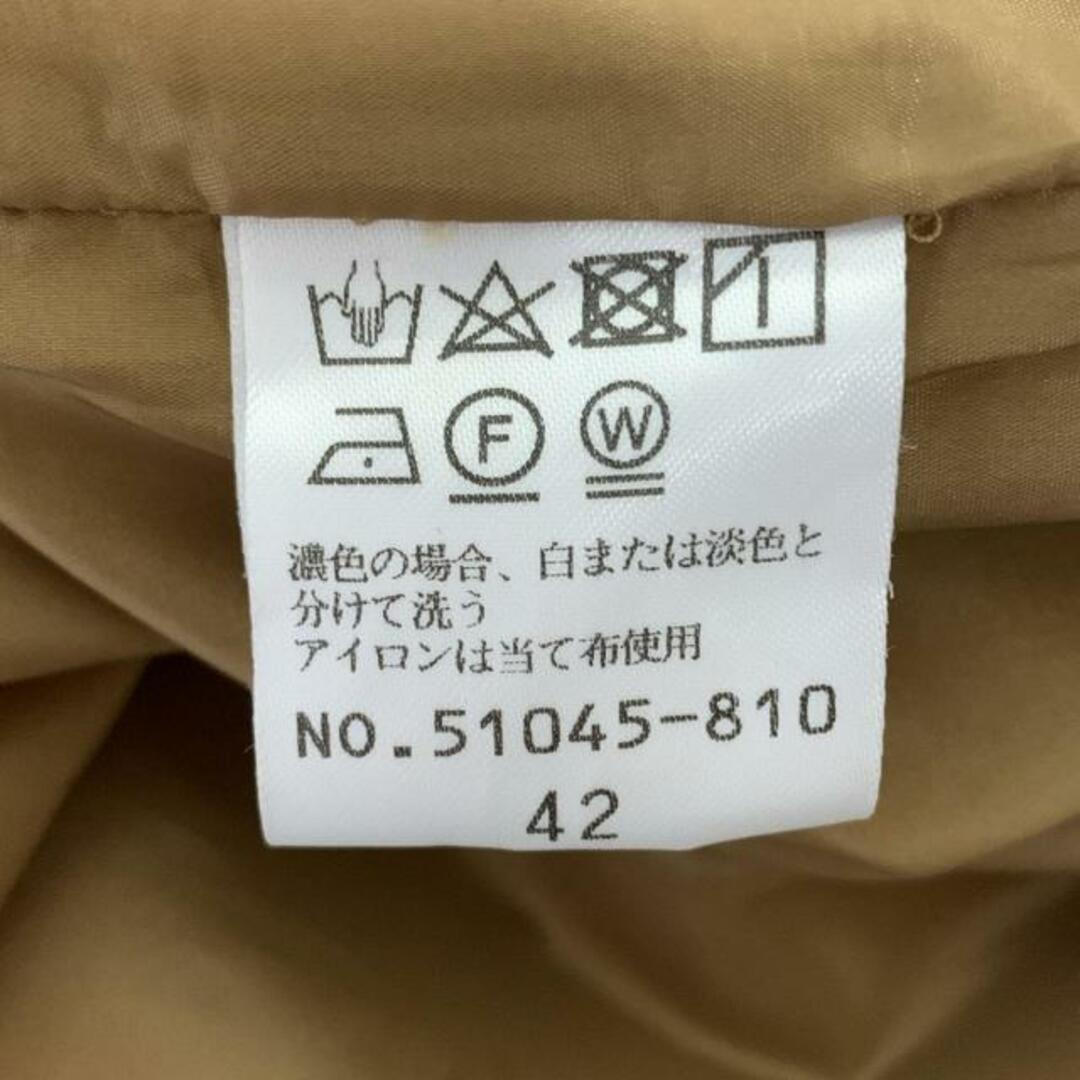 F W
濃色の場合、白または淡色と
分けて洗う
アイロンは当て布使用
NO.51045-810
42